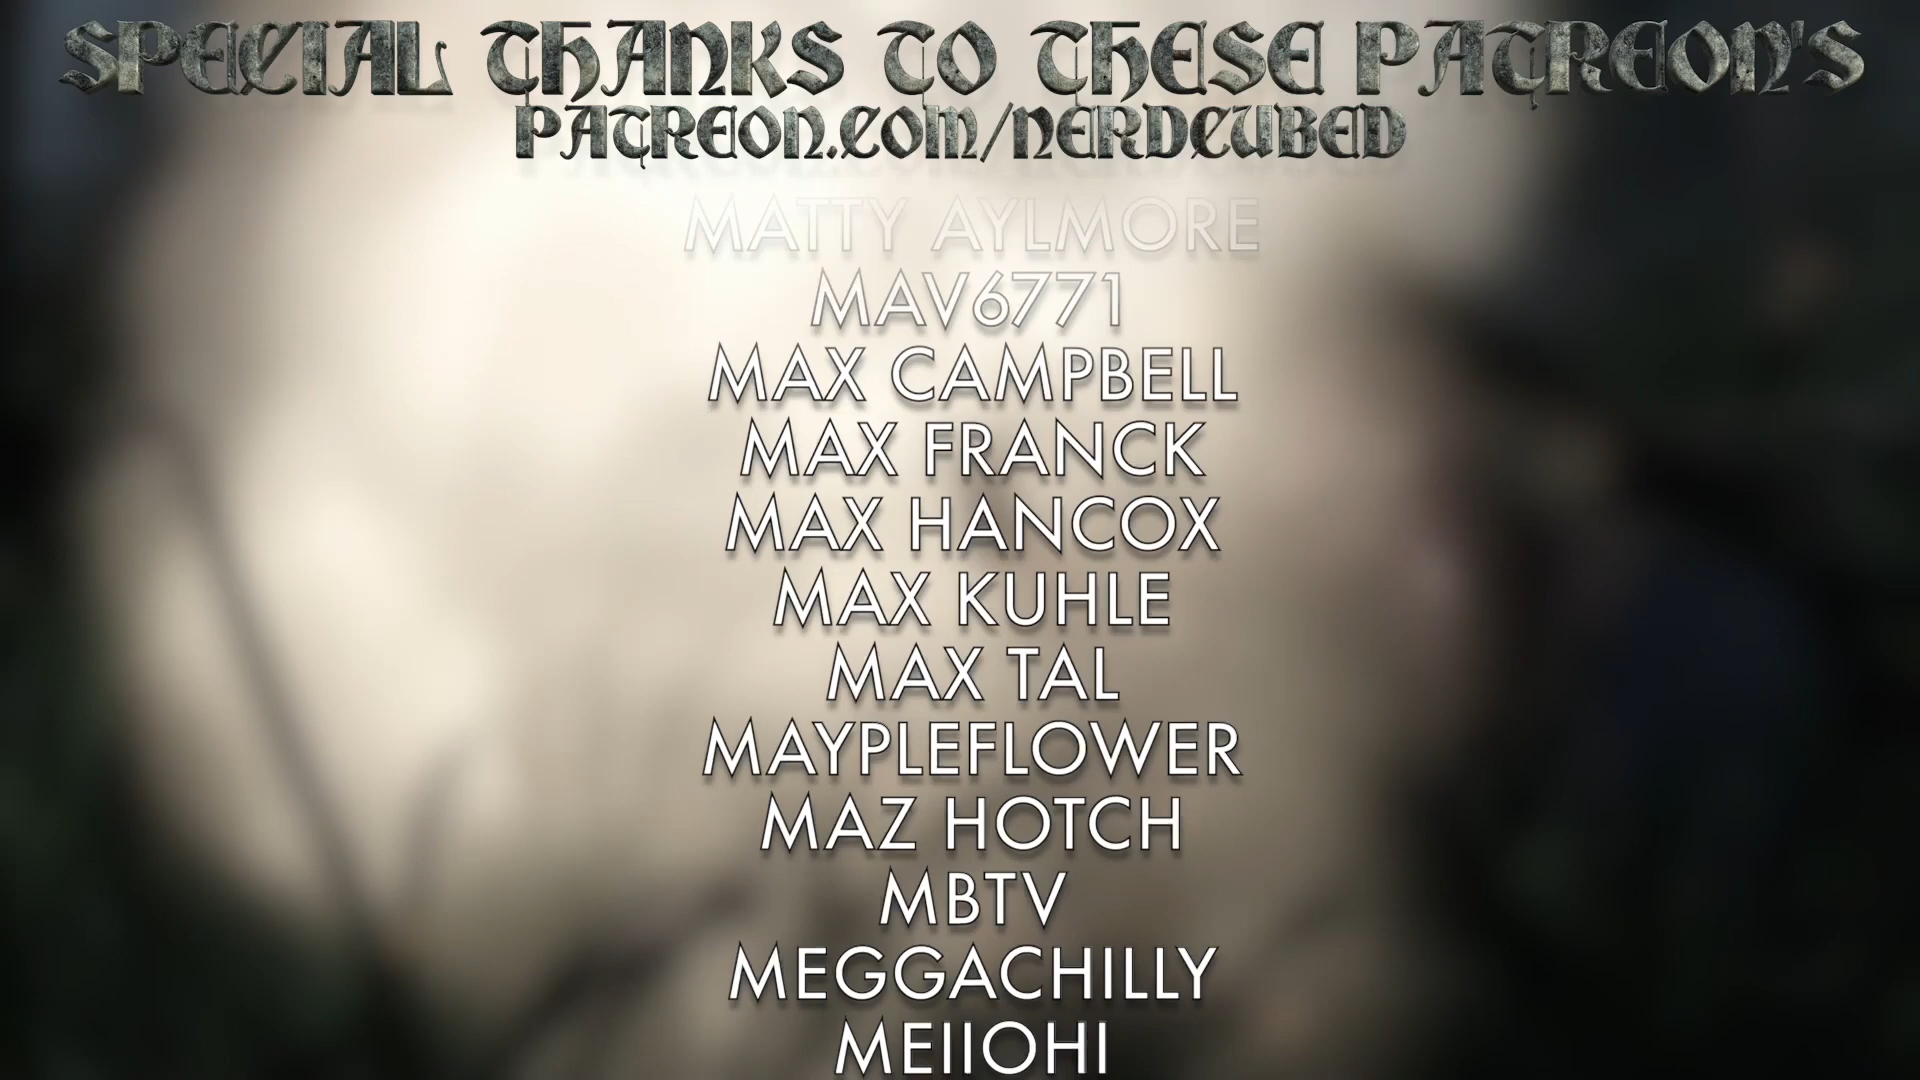 SPECIAL THANKS TO THESE PATREON'S
PATREON.COM/NERDCUBED
MATTY AYLMORE
MAV6771
MAX CAMPBELL
MAX FRANCK
MAX HANCOX
MAX KUHLE
MAX TAL
MAYPLEFLOWER
MAZ HOTCH
MBTV
MEGGACHILLY
MEIIOHI